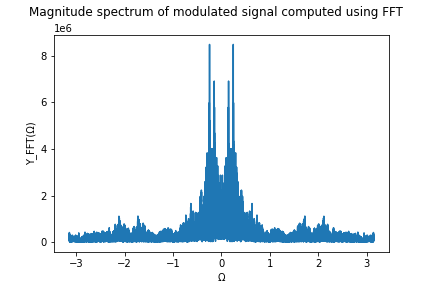 Magnitude spectrum of modulated signal computed using FFT
1e6
8
6
4
2
0
Y_FFT(Ω)
−3 −2 −1 0 1 2 3
Ω